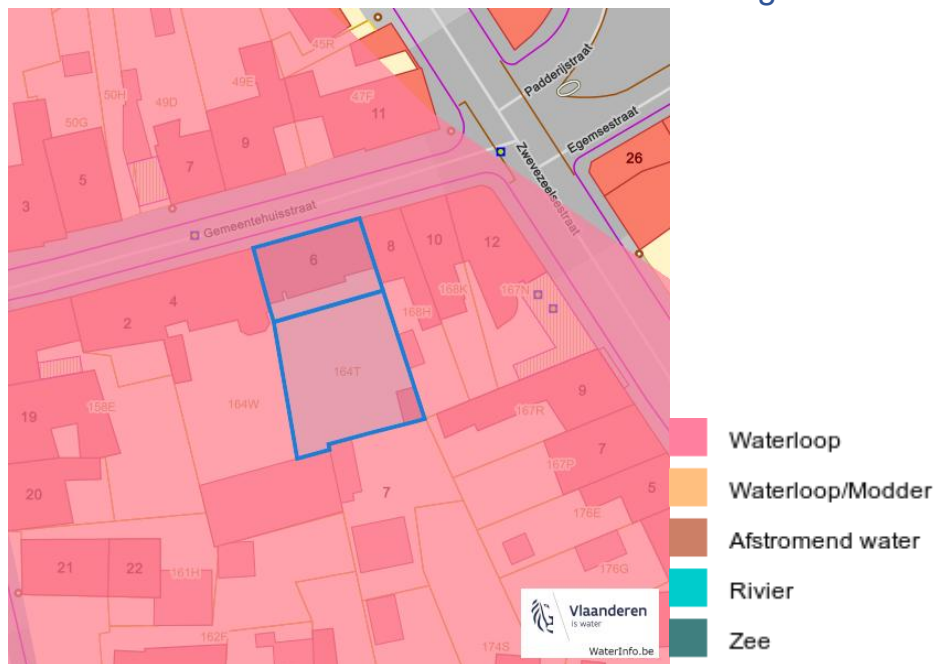 g
45R
49E
47F
50H
49D
11
50G
9
7
5
3
Padderijstraat
Egemsestraat
Zwevezeelsestraat
26
Gemeentehuisstraat
6
8
10
12
4
2
168K
167N
168H
164T
164W
158E
19
9
167R
7
167P
20
7
5
176E
21
22
161H
176G
162F
174S
Vlaanderen
is water
WaterInfo.be
Waterloop
Waterloop/Modder
Afstromend water
Rivier
Zee